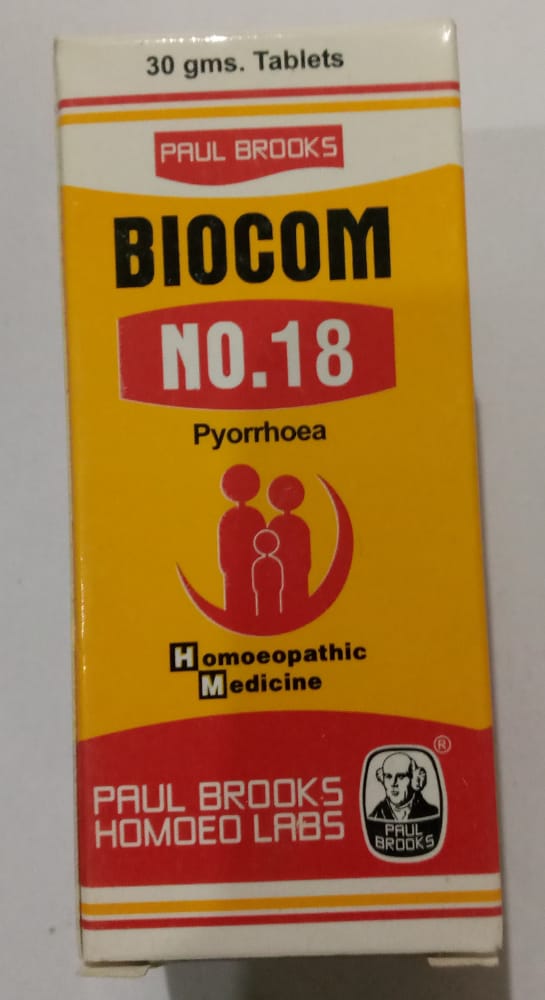 30 gms. Tablets
PAUL BROOKS
BIOCOM
NO.18
Pyorrhoea
Homoeopathic
Medicine
PAUL BROOKS
HOMOEO LABS
®
PAUL
BROOKS